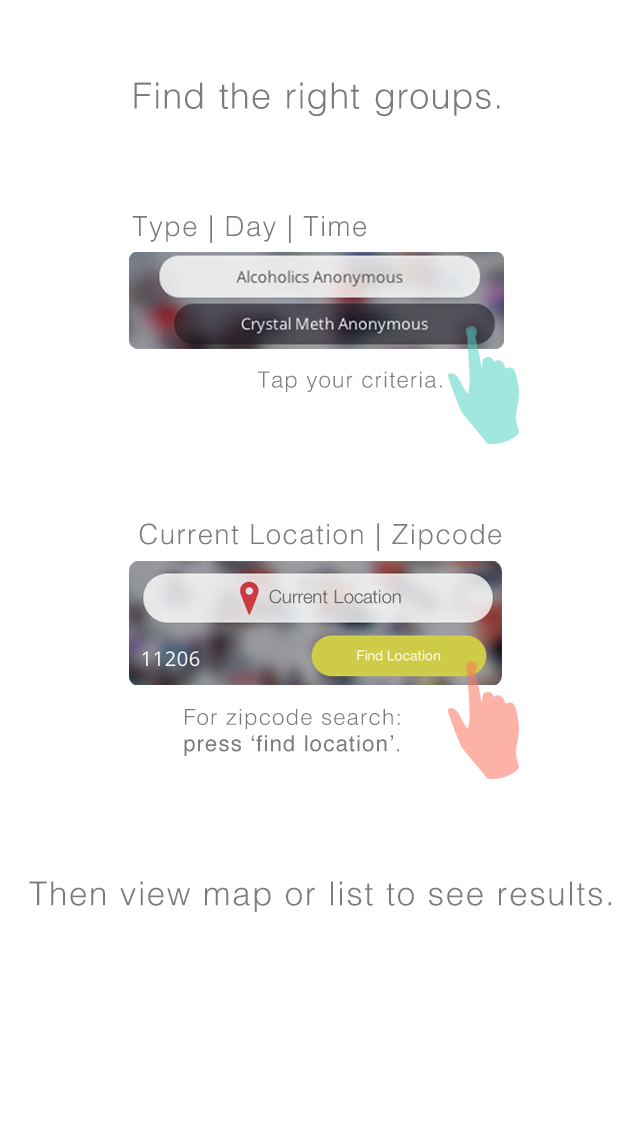 Find the right groups.
Type | Day | Time
Alcoholics Anonymous
Crystal Meth Anonymous
Tap your criteria.
Current Location | Zipcode
Current Location
11206
Find Location
For zipcode search:
press ‘find location’.
Then view map or list to see results.